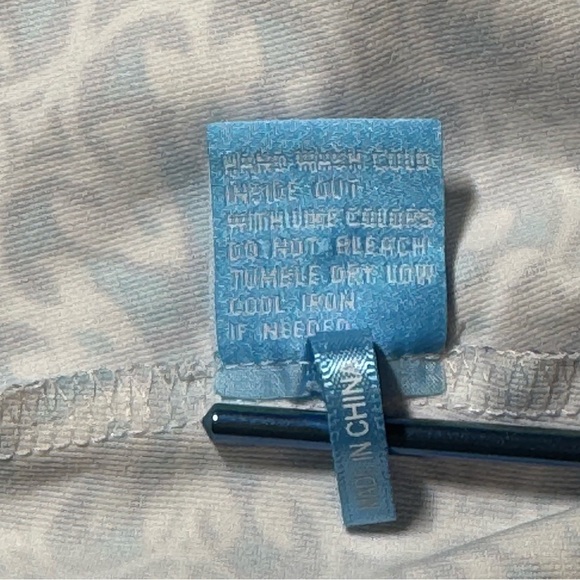 HAND WASH COLD
INSIDE OUT
WITH LIKE COLORS
DO NOT BLEACH
TUMBLE DRY LOW
COOL IRON
IF NEEDED
IN CHINA